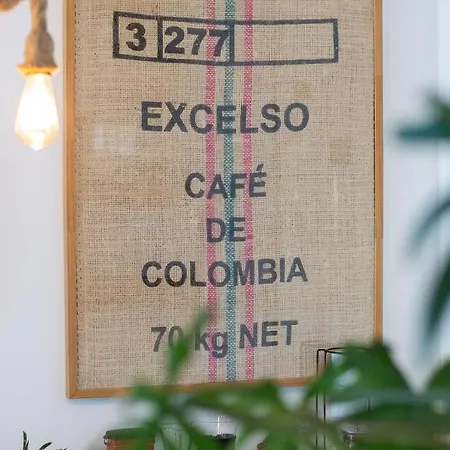 3 277
EXCELSO
CAFÉ
DE
COLOMBIA
70 kg NET